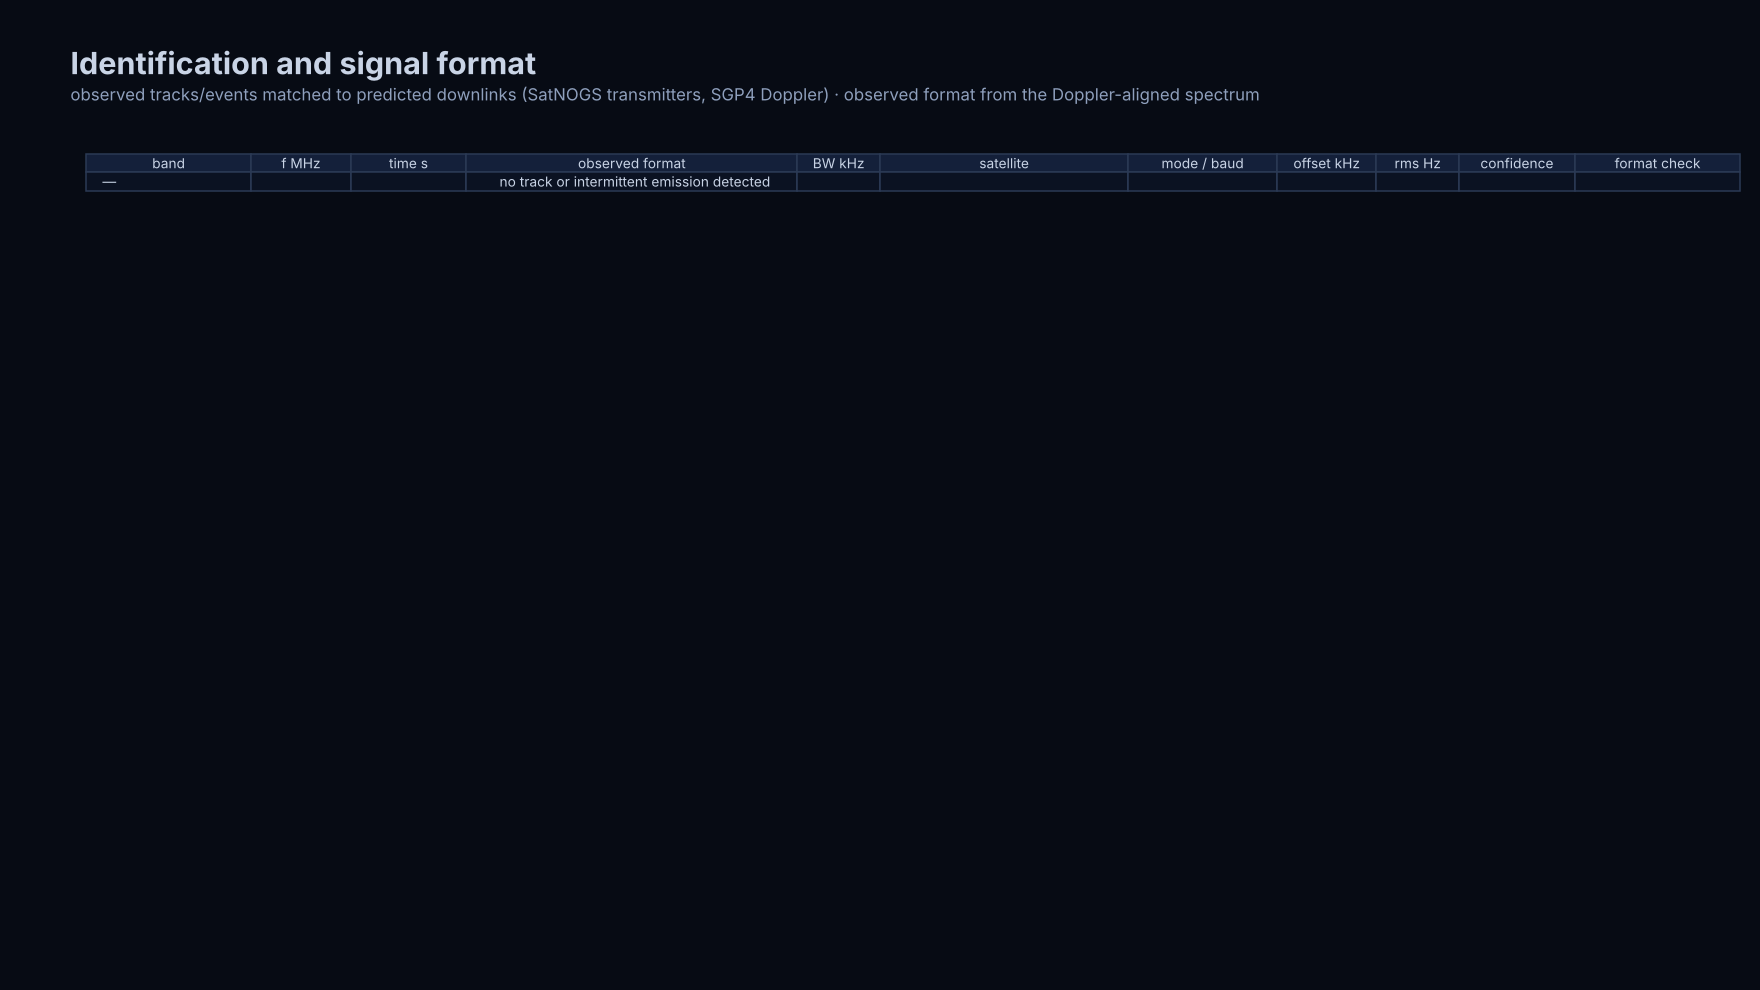 Identification and signal format
observed tracks/events matched to predicted downlinks (SatNOGS transmitters, SGP4 Doppler) · observed format from the Doppler-aligned spectrum
band f MHz time s observed format BW kHz satellite mode / baud offset kHz rms Hz confidence format check
— no track or intermittent emission detected